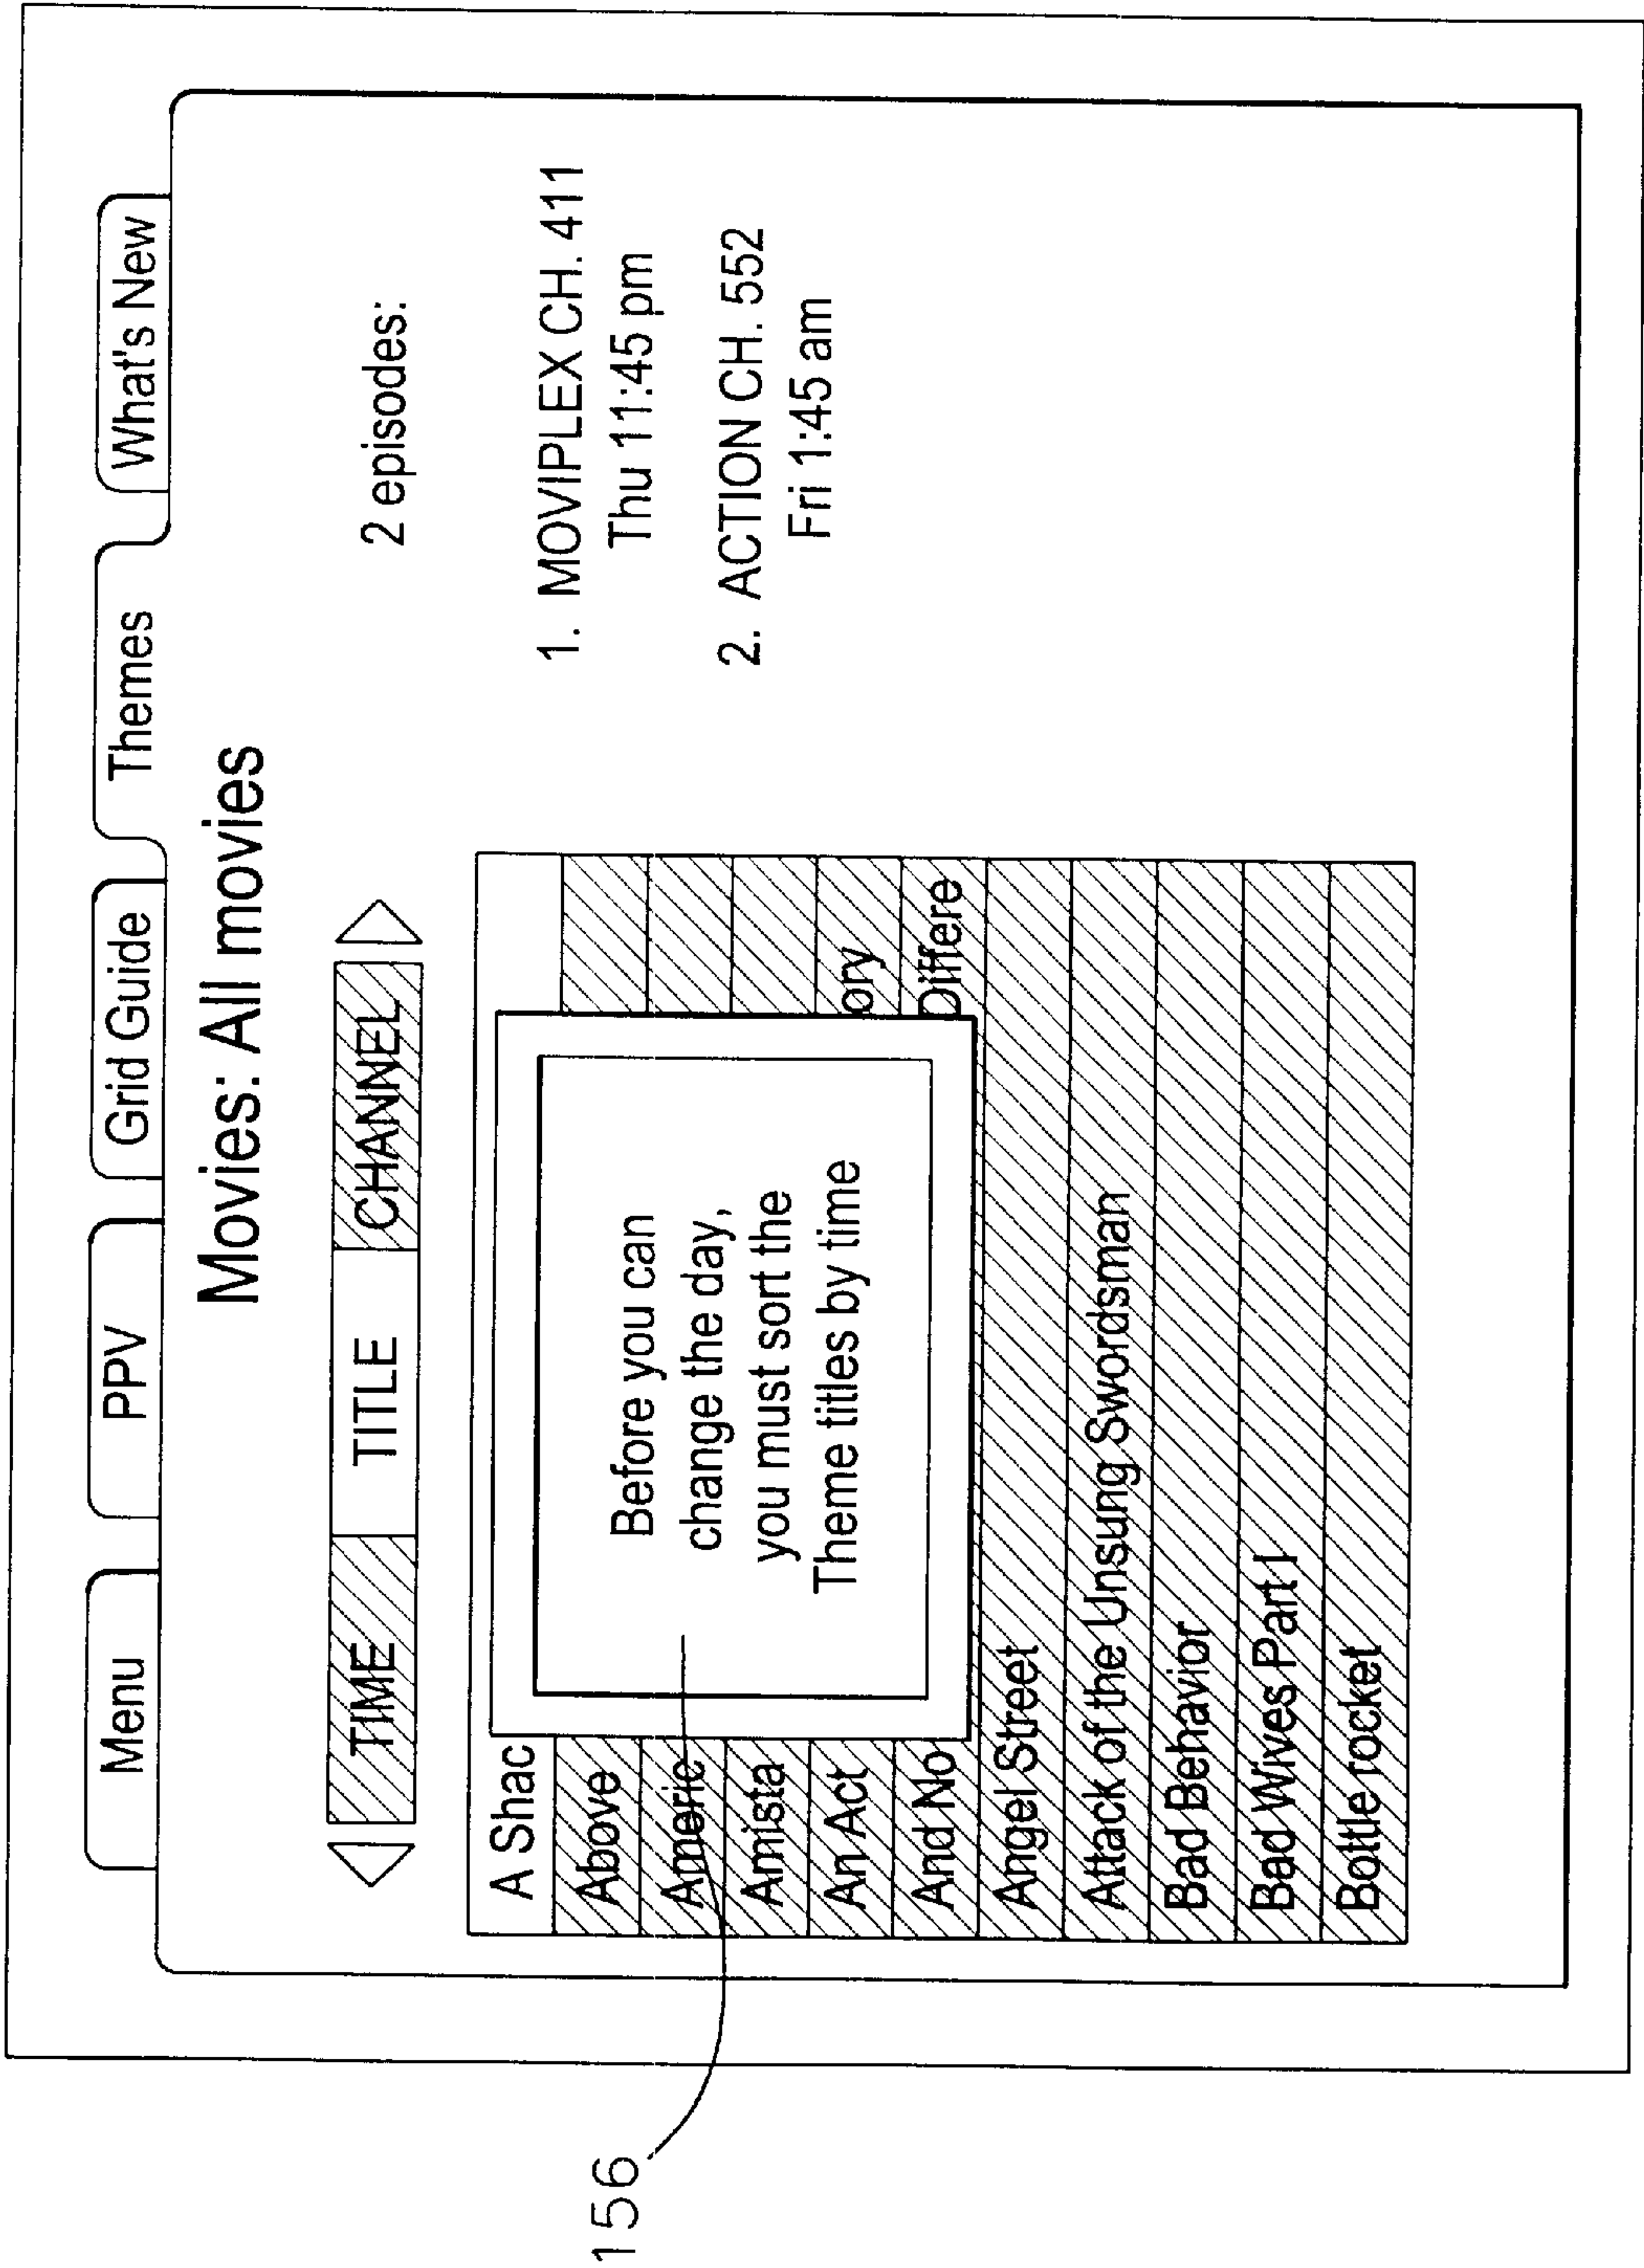 Menu
PPV
Grid Guide
Themes
What's New
Movies: All movies
TIME
TITLE
CHANNEL
2 episodes:
1. MOVIPLEX CH. 411
Thu 11:45 pm
2. ACTION CH. 552
Fri 1:45 am
A Shac
Above
Americ
Amista
An Act
ory
And No
Differe
Angel Street
Attack of the Unsung Swordsman
Bad Behavior
Bad Wives Part I
Bottle rocket
Before you can
change the day,
you must sort the
Theme titles by time
156